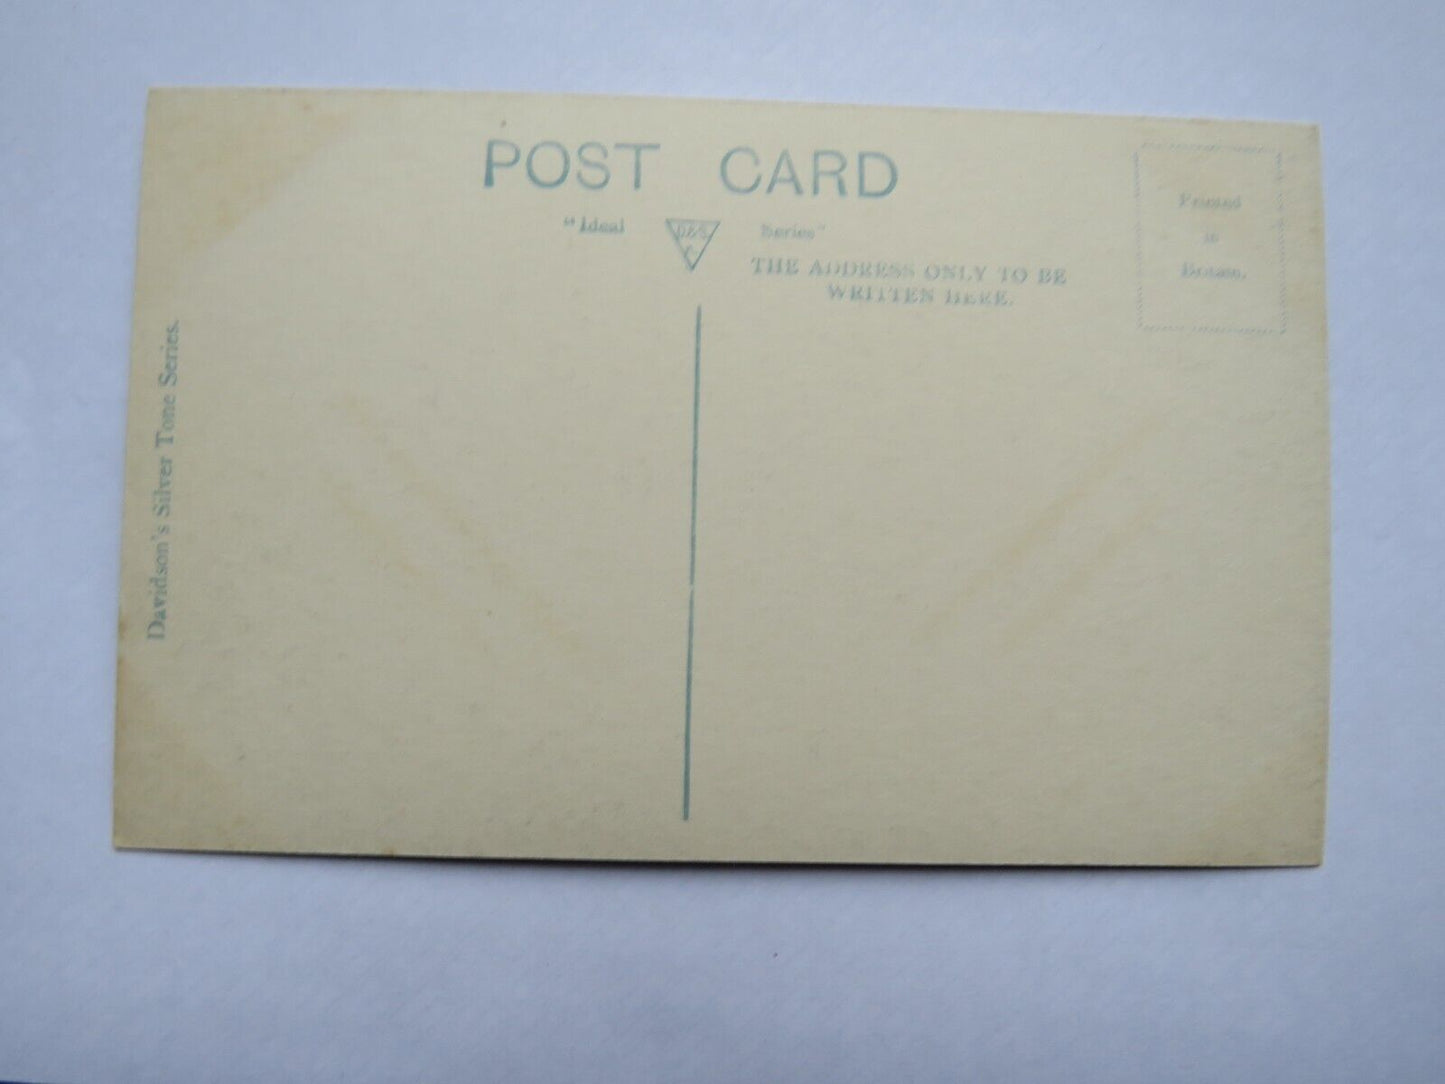 POST CARD
"Ideal Series"
D&S
THE ADDRESS ONLY TO BE
WRITTEN HERE.
Printed
in
Britain.
Davidson's Silver Tone Series.